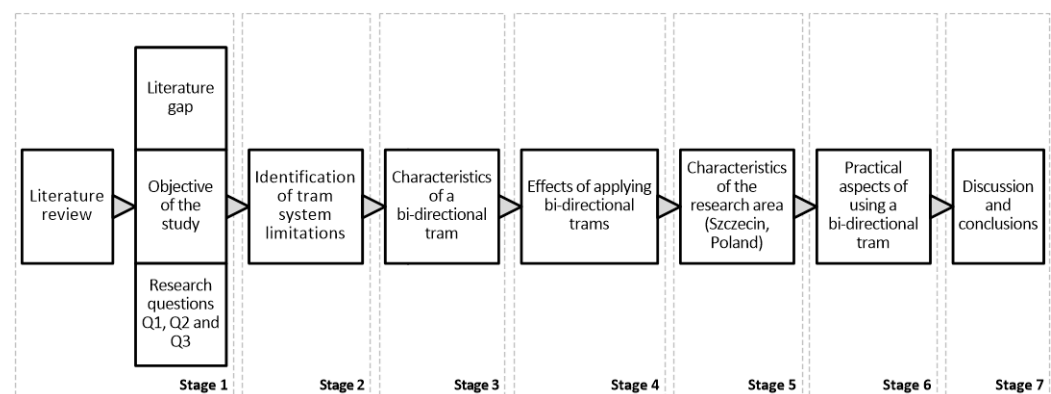 Literature
review
Literature
gap
Objective
of the
study
Research
questions
Q1, Q2 and
Q3
Stage 1
Identification
of tram
system
limitations
Stage 2
Characteristics
of a
bi-directional
tram
Stage 3
Effects of applying
bi-directional
trams
Stage 4
Characteristics
of the
research area
(Szczecin,
Poland)
Stage 5
Practical
aspects of
using a
bi-directional
tram
Stage 6
Discussion
and
conclusions
Stage 7